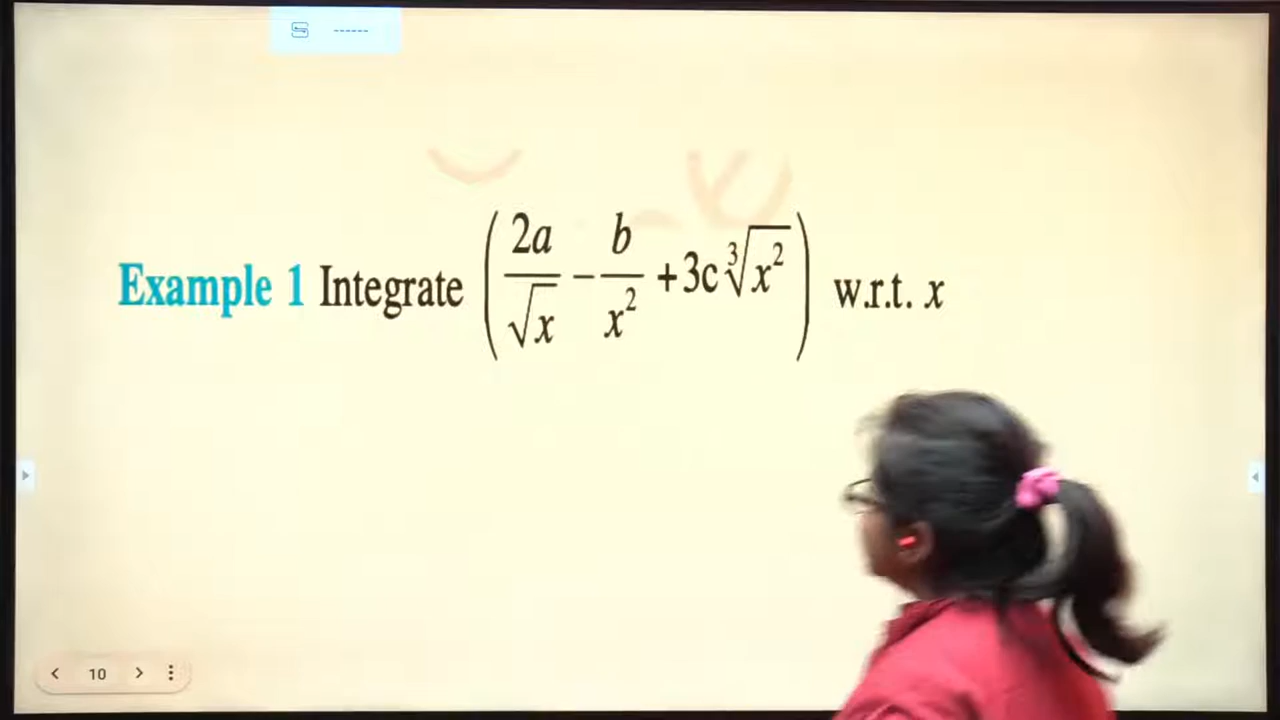 Example 1 Integrate (2a/√x − b/x² + 3c ∛x²) w.r.t. x
10